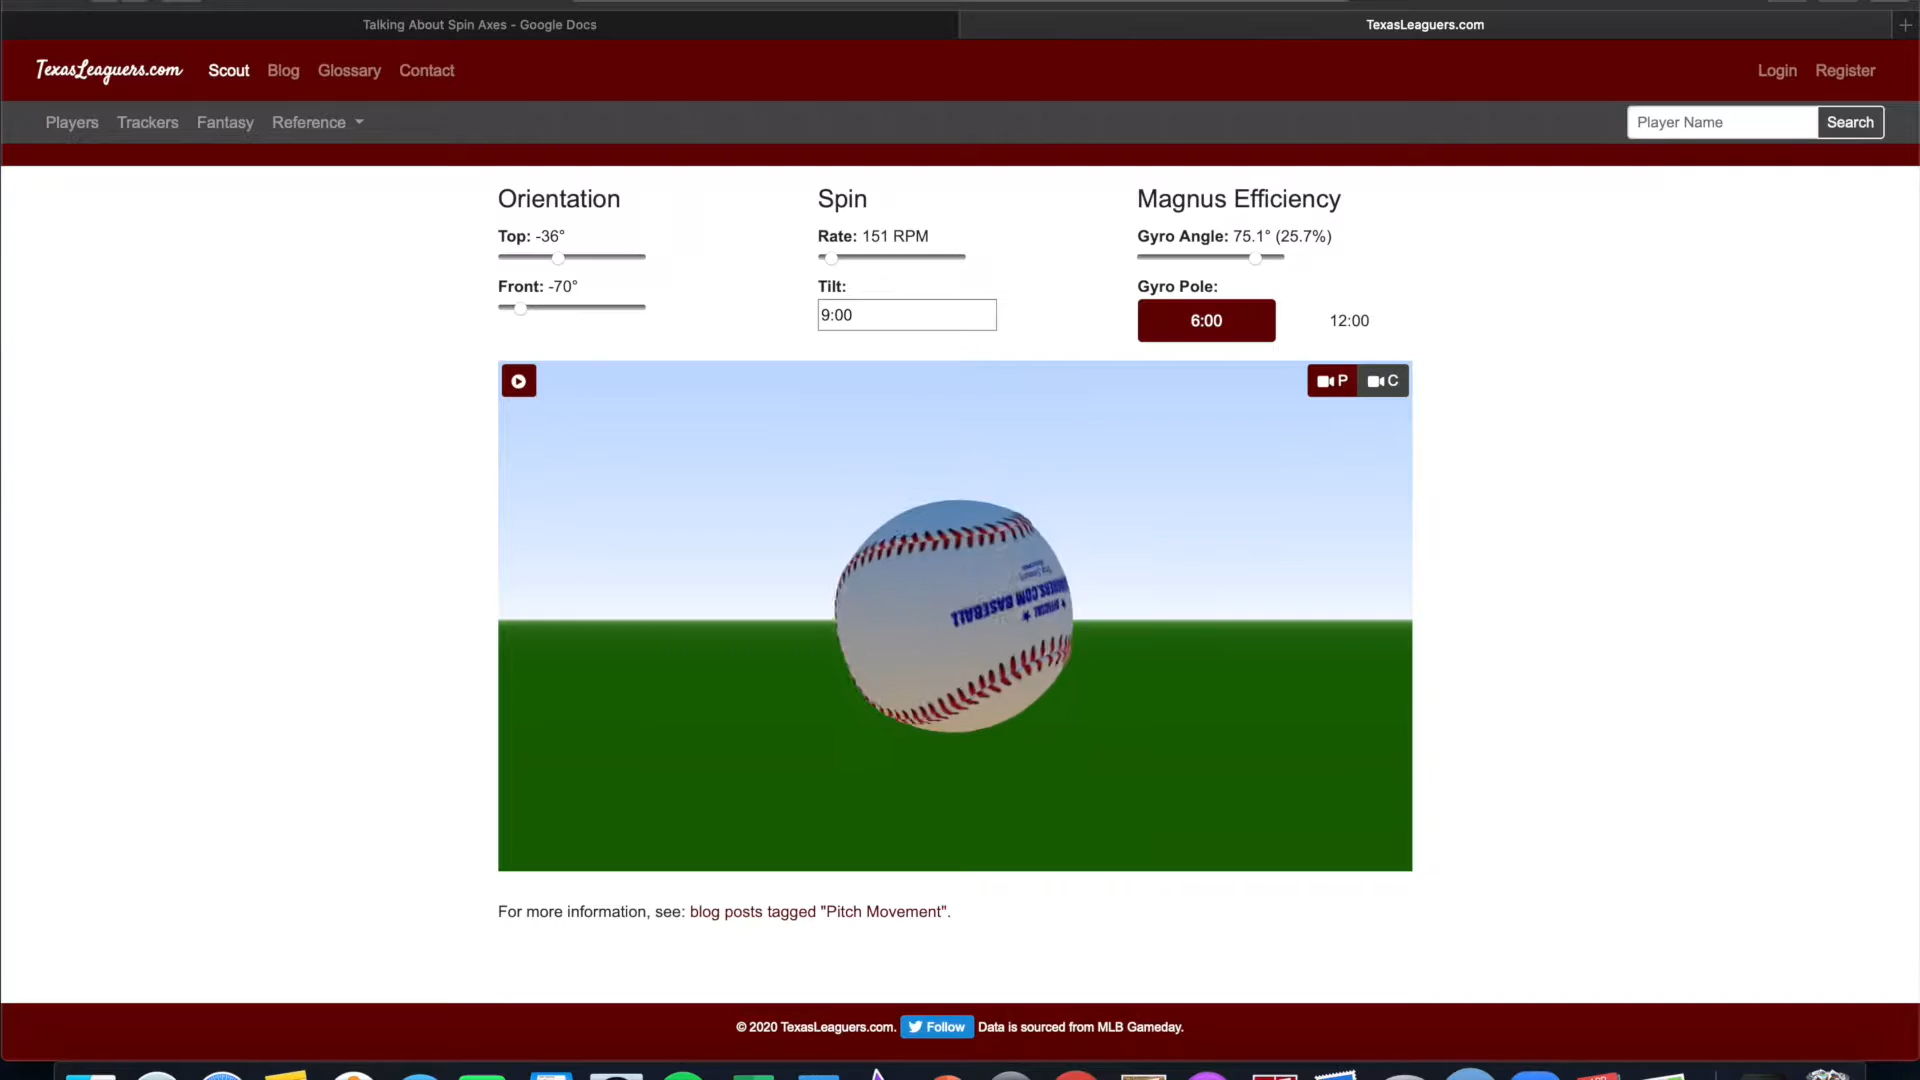 Talking About Spin Axes - Google Docs
TexasLeaguers.com
TexasLeaguers.com Scout Blog Glossary Contact Login Register
Players Trackers Fantasy Reference Player Name Search
Orientation Spin Magnus Efficiency
Top: -36° Rate: 151 RPM Gyro Angle: 75.1° (25.7%)
Front: -70° Tilt: Gyro Pole:
9:00 6:00 12:00
P C
OFFICIAL
BASEBALL
For more information, see: blog posts tagged "Pitch Movement".
© 2020 TexasLeaguers.com. Follow Data is sourced from MLB Gameday.